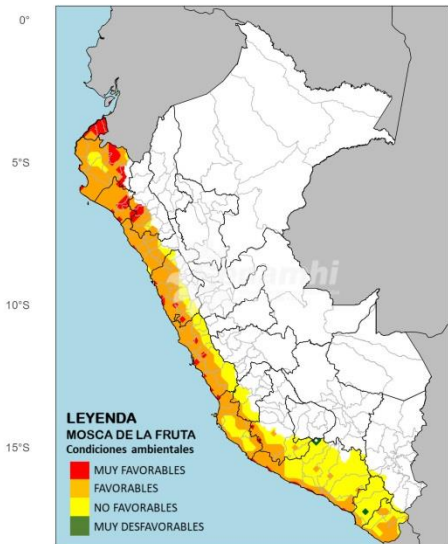 0°
5°S
10°S
15°S
LEYENDA
MOSCA DE LA FRUTA
Condiciones ambientales
MUY FAVORABLES
FAVORABLES
NO FAVORABLES
MUY DESFAVORABLES